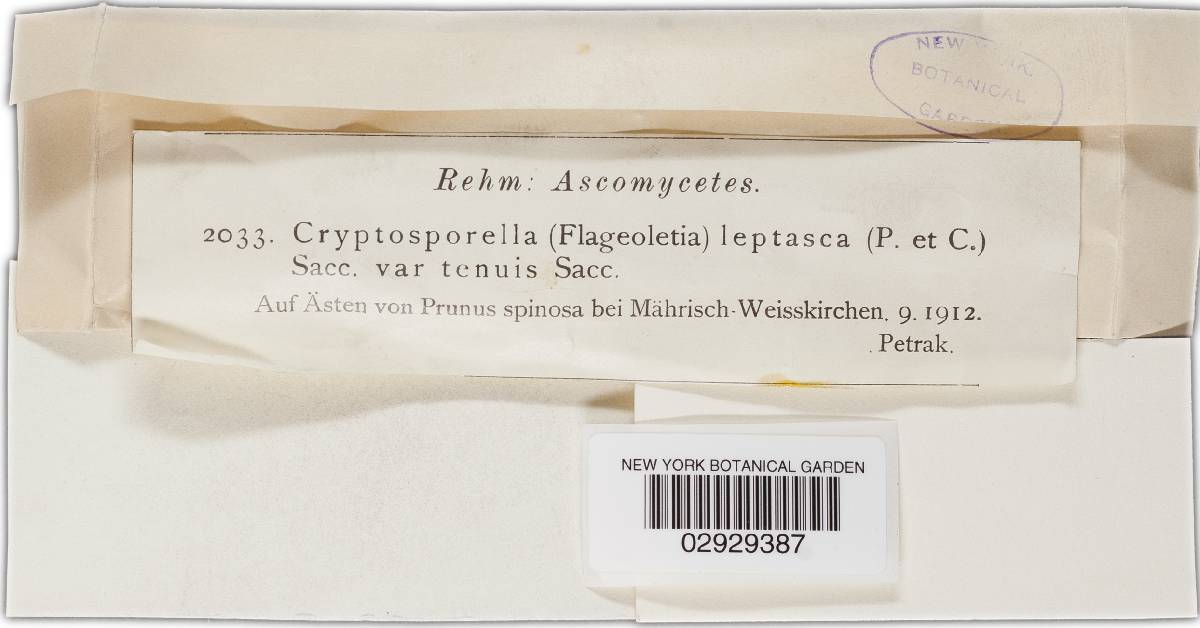 NEW YORK
BOTANICAL
GARDEN
Rehm: Ascomycetes.
2033. Cryptosporella (Flageoletia) leptasca (P. et C.)
Sacc. var tenuis Sacc.
Auf Ästen von Prunus spinosa bei Mährisch-Weisskirchen, 9. 1912.
Petrak.
NEW YORK BOTANICAL GARDEN
02929387